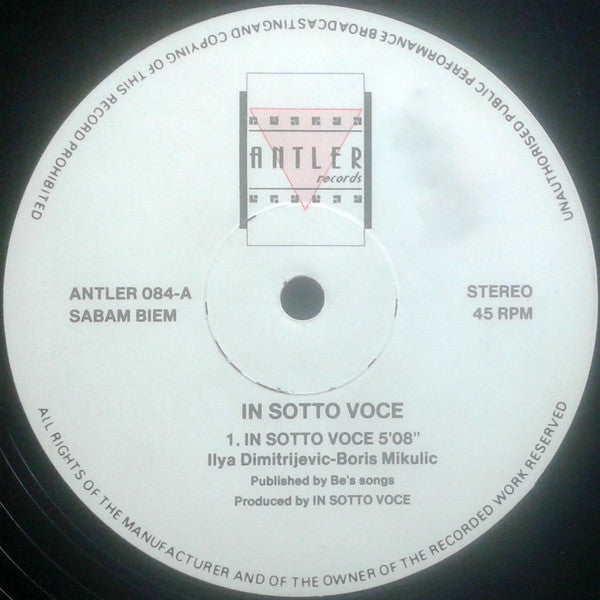 UNAUTHORISED PUBLIC PERFORMANCE BROADCASTING AND COPYING OF THIS RECORD PROHIBITED
ANTLER
records
ANTLER 084-A
SABAM BIEM
STEREO
45 RPM
IN SOTTO VOCE
1. IN SOTTO VOCE 5'08"
Ilya Dimitrijevic-Boris Mikulic
Published by Be's songs
Produced by IN SOTTO VOCE
ALL RIGHTS OF THE MANUFACTURER AND OF THE OWNER OF THE RECORDED WORK RESERVED